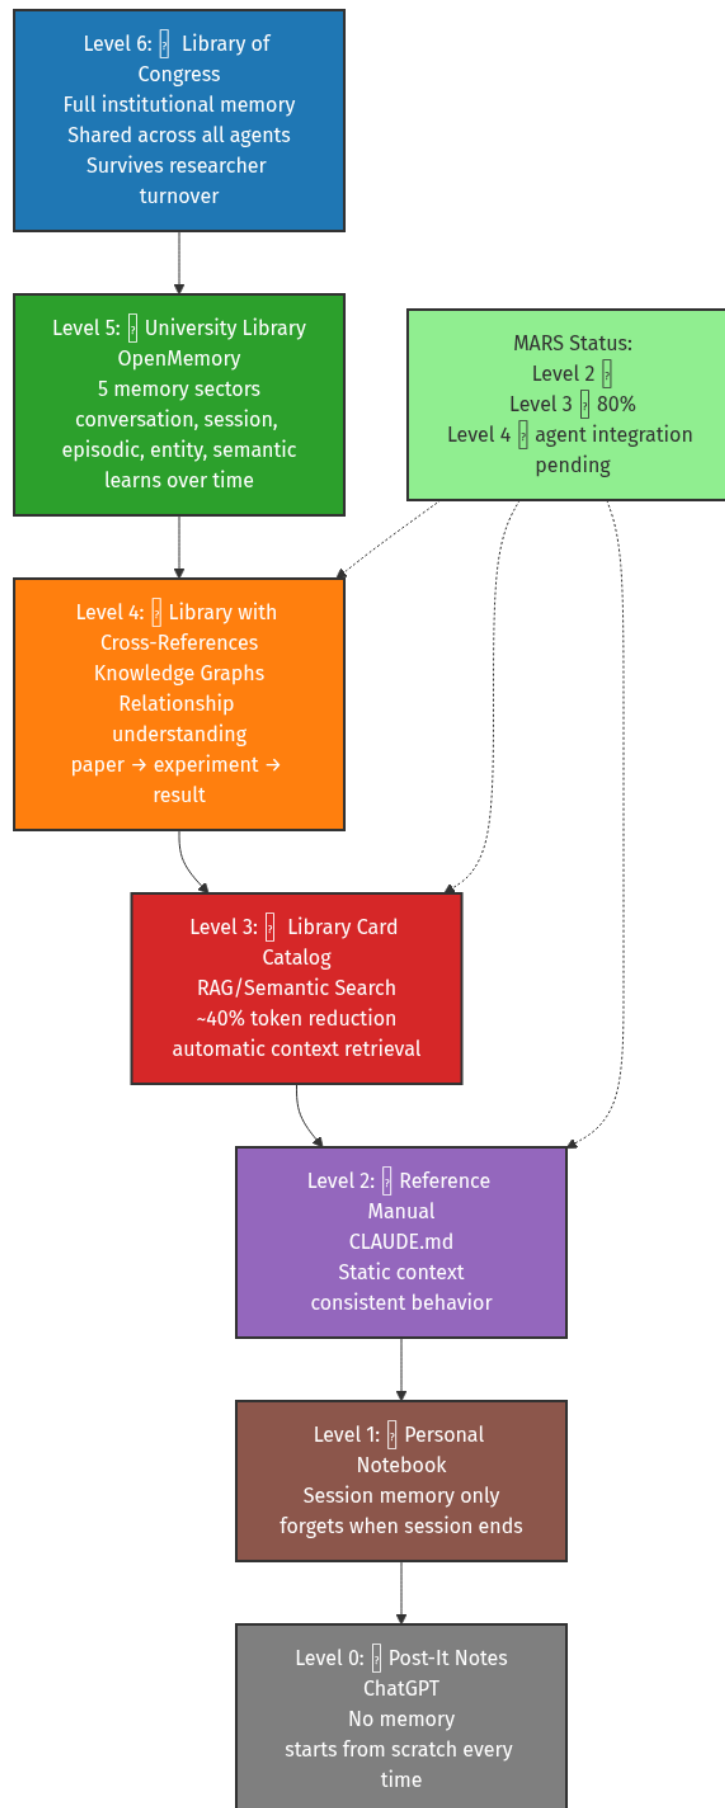 Level 6: Library of
Congress
Full institutional memory
Shared across all agents
Survives researcher
turnover
Level 5: University Library
OpenMemory
5 memory sectors
conversation, session,
episodic, entity, semantic
learns over time
MARS Status:
Level 2
Level 3 80%
Level 4 agent integration
pending
Level 4: Library with
Cross-References
Knowledge Graphs
Relationship
understanding
paper → experiment →
result
Level 3: Library Card
Catalog
RAG/Semantic Search
~40% token reduction
automatic context retrieval
Level 2: Reference
Manual
CLAUDE.md
Static context
consistent behavior
Level 1: Personal
Notebook
Session memory only
forgets when session ends
Level 0: Post-It Notes
ChatGPT
No memory
starts from scratch every
time